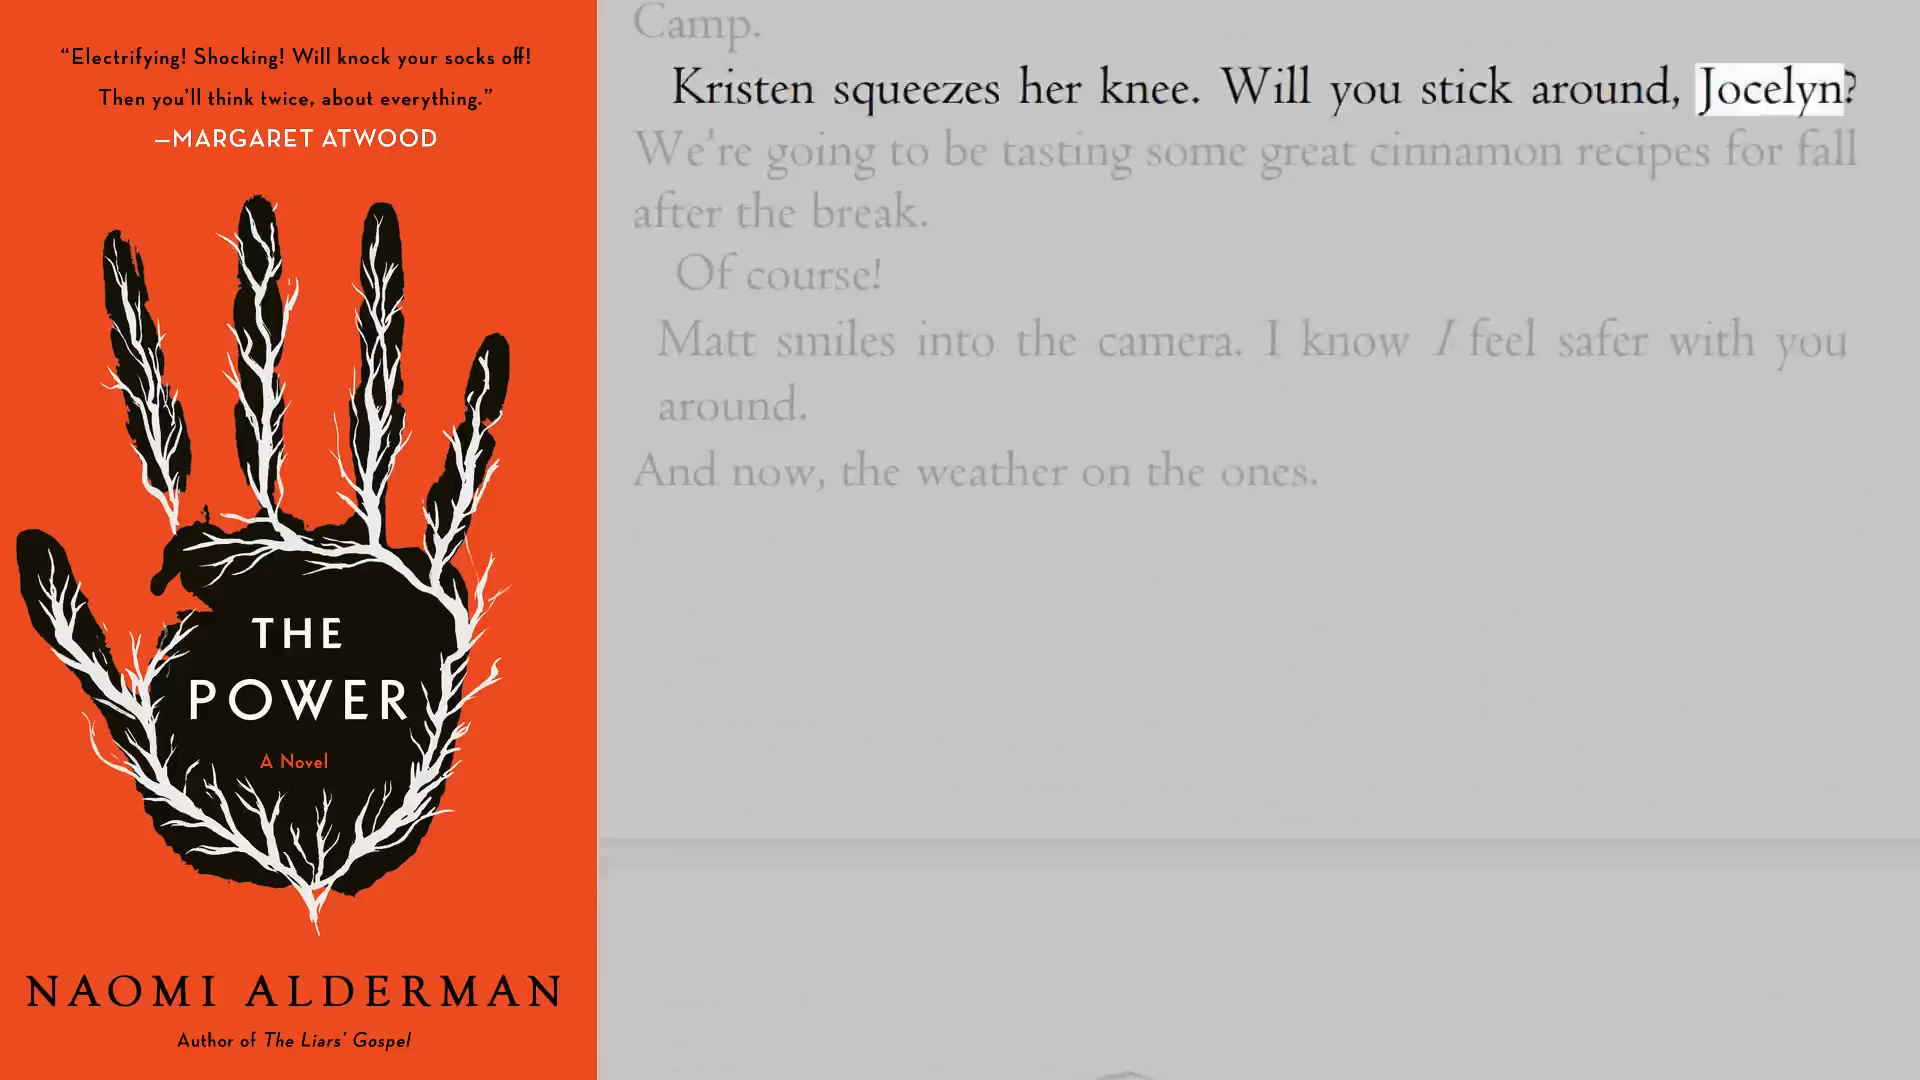 “Electrifying! Shocking! Will knock your socks off!
Then you’ll think twice, about everything.”
—MARGARET ATWOOD
THE
POWER
A Novel
NAOMI ALDERMAN
Author of The Liars’ Gospel
Camp.
Kristen squeezes her knee. Will you stick around, Jocelyn?
We’re going to be tasting some great cinnamon recipes for fall
after the break.
Of course!
Matt smiles into the camera. I know I feel safer with you
around.
And now, the weather on the ones.